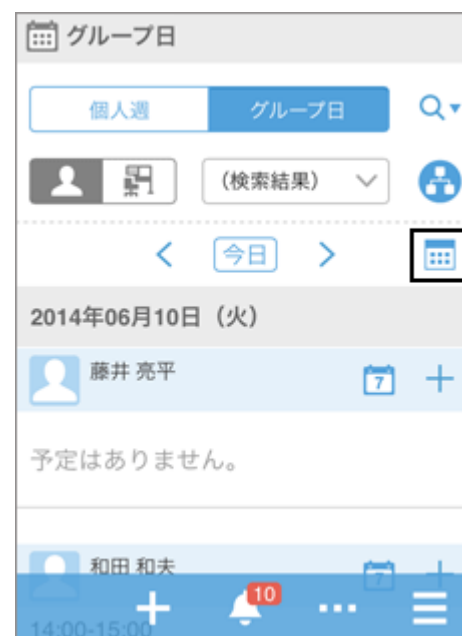 グループ日
個人週 グループ日
(検索結果)
今日
2014年06月10日（火）
藤井 亮平
7
予定はありません。
和田 和夫
7
10
14:00-15:00